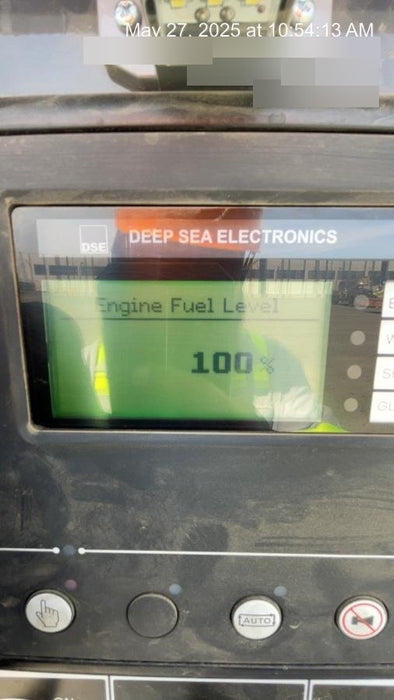 May 27, 2025 at 10:54:13 AM
DSE DEEP SEA ELECTRONICS
Engine Fuel Level
100%
AUTO